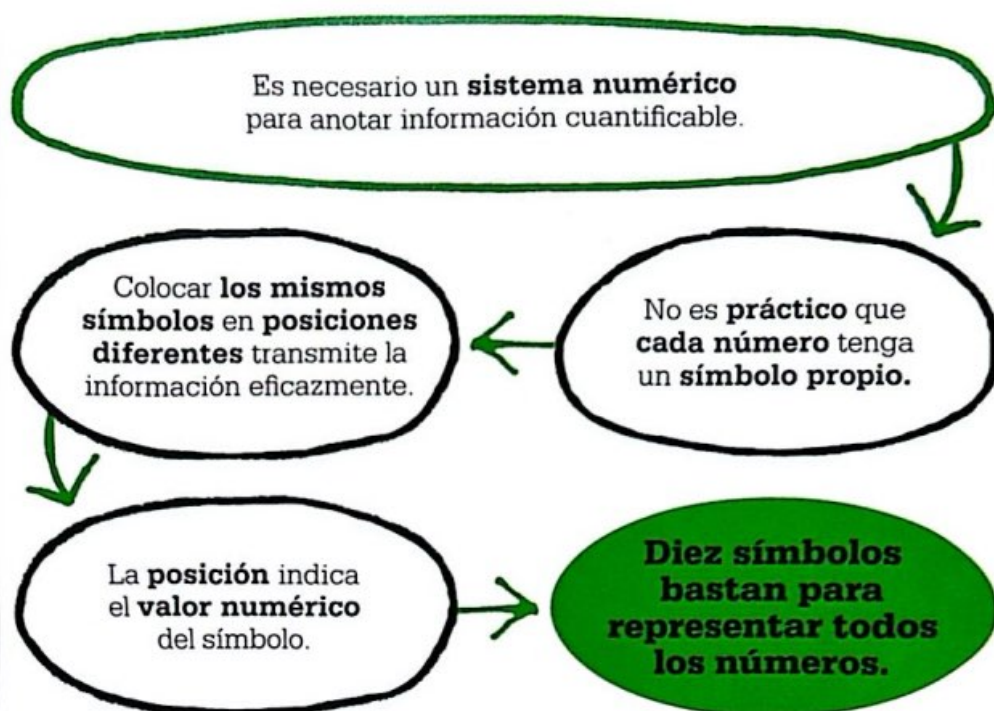 Es necesario un sistema numérico
para anotar información cuantificable.
No es práctico que
cada número tenga
un símbolo propio.
Colocar los mismos
símbolos en posiciones
diferentes transmite la
información eficazmente.
La posición indica
el valor numérico
del símbolo.
Diez símbolos
bastan para
representar todos
los números.